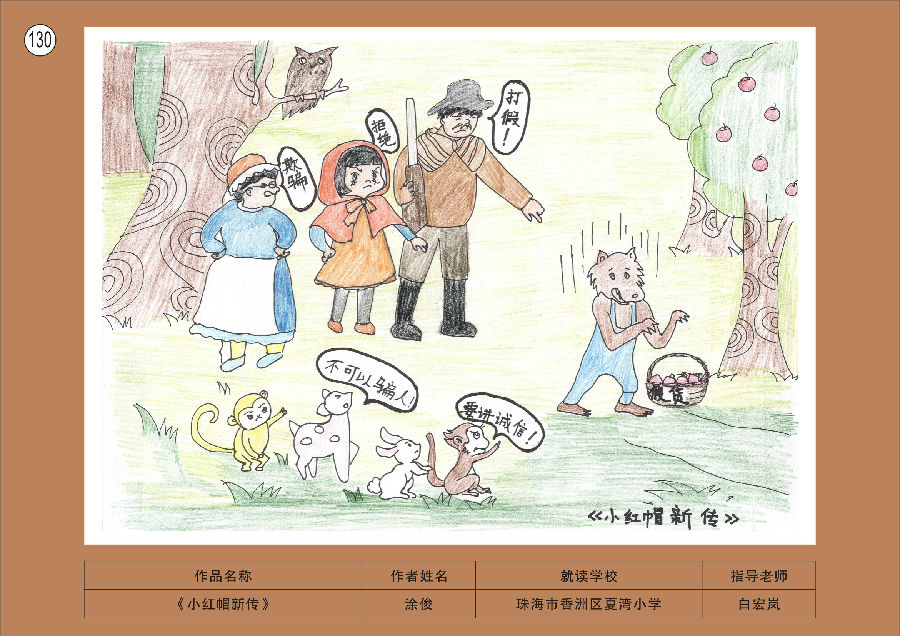 130
打假！
拒绝
欺骗
不可以骗人！
要讲诚信！
假货
《小红帽新传》
作品名称 作者姓名 就读学校 指导老师
《小红帽新传》 涂俊 珠海市香洲区夏湾小学 白宏岚